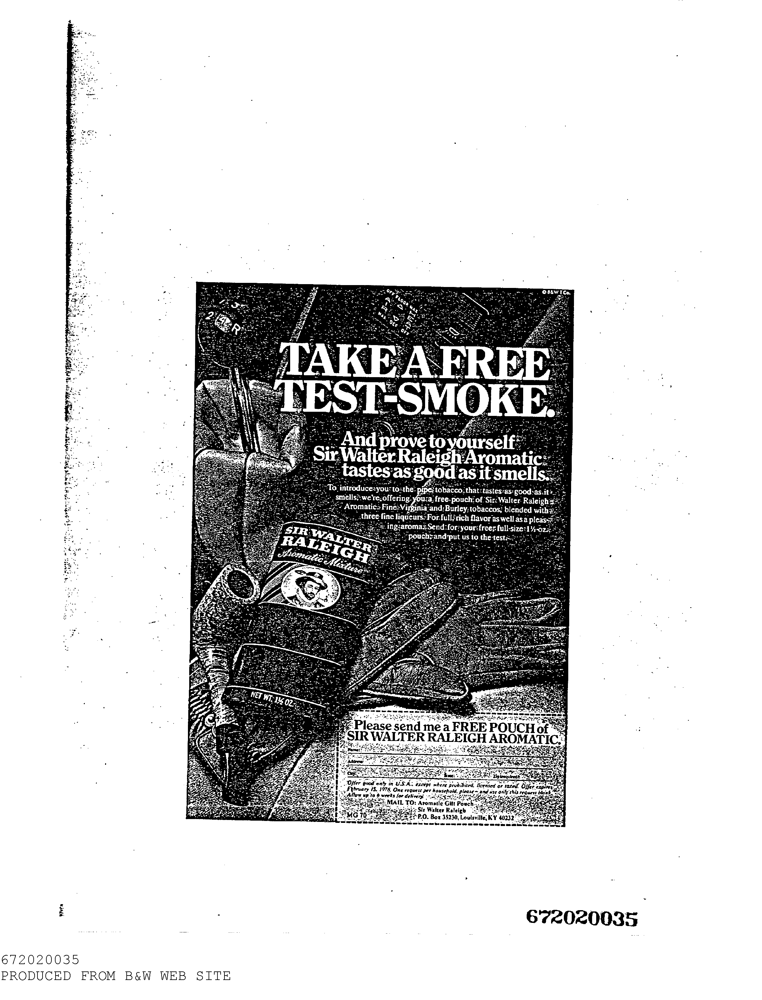 © B&W T Co.
TAKE A FREE
TEST-SMOKE.
And prove to yourself
Sir Walter Raleigh Aromatic
tastes as good as it smells.
To introduce you to the pipe tobacco that tastes as good as it
smells, we're offering you a free pouch of Sir Walter Raleigh
Aromatic. Fine Virginia and Burley tobaccos, blended with
three fine liqueurs. For full, rich flavor as well as a pleas-
ing aroma. Send for your free, full-size 1½-oz.
pouch and put us to the test.
SIR WALTER
RALEIGH
Aromatic Mixture
NET WT. 1½ OZ.
Please send me a FREE POUCH of
SIR WALTER RALEIGH AROMATIC.
Name
Address
City State
Offer good only in U.S.A., except where prohibited, licensed or taxed. Offer expires
February 15, 1978. One request per household, please - and use only this request form.
Allow up to 6 weeks for delivery.
MAIL TO: Aromatic Gift Pouch
Sir Walter Raleigh
P.O. Box 35230, Louisville, KY 40232
672020035
672020035
PRODUCED FROM B&W WEB SITE